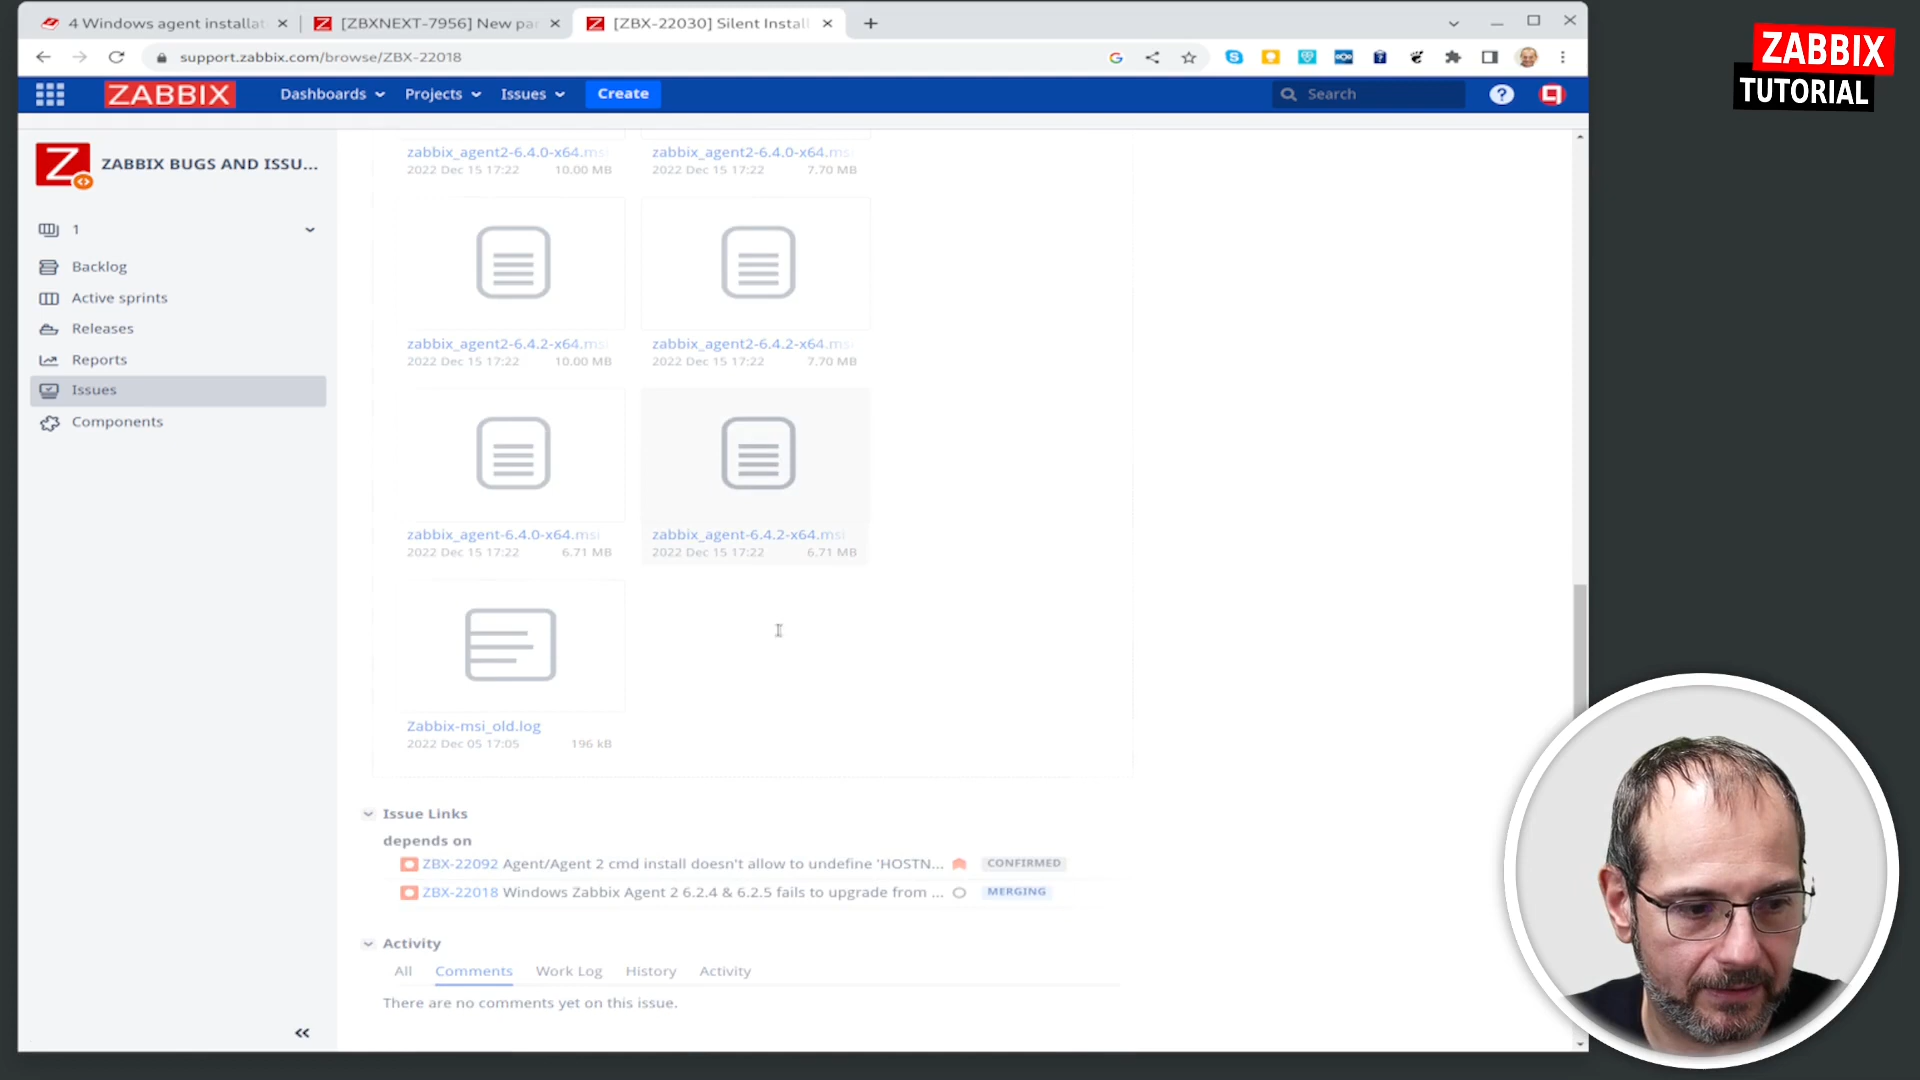 4 Windows agent installat
[ZBXNEXT-7956] New par
[ZBX-22030] Silent Install
support.zabbix.com/browse/ZBX-22018
ZABBIX
Dashboards
Projects
Issues
Create
Search
ZABBIX
TUTORIAL
ZABBIX BUGS AND ISSU...
1
Backlog
Active sprints
Releases
Reports
Issues
Components
zabbix_agent2-6.4.0-x64.ms
2022 Dec 15 17:22 10.00 MB
zabbix_agent2-6.4.0-x64.ms
2022 Dec 15 17:22 7.70 MB
zabbix_agent2-6.4.2-x64.ms
2022 Dec 15 17:22 10.00 MB
zabbix_agent2-6.4.2-x64.ms
2022 Dec 15 17:22 7.70 MB
zabbix_agent-6.4.0-x64.msi
2022 Dec 15 17:22 6.71 MB
zabbix_agent-6.4.2-x64.msi
2022 Dec 15 17:22 6.71 MB
Zabbix-msi_old.log
2022 Dec 05 17:05 196 kB
Issue Links
depends on
ZBX-22092 Agent/Agent 2 cmd install doesn't allow to undefine 'HOSTN... CONFIRMED
ZBX-22018 Windows Zabbix Agent 2 6.2.4 & 6.2.5 fails to upgrade from ... MERGING
Activity
All Comments Work Log History Activity
There are no comments yet on this issue.